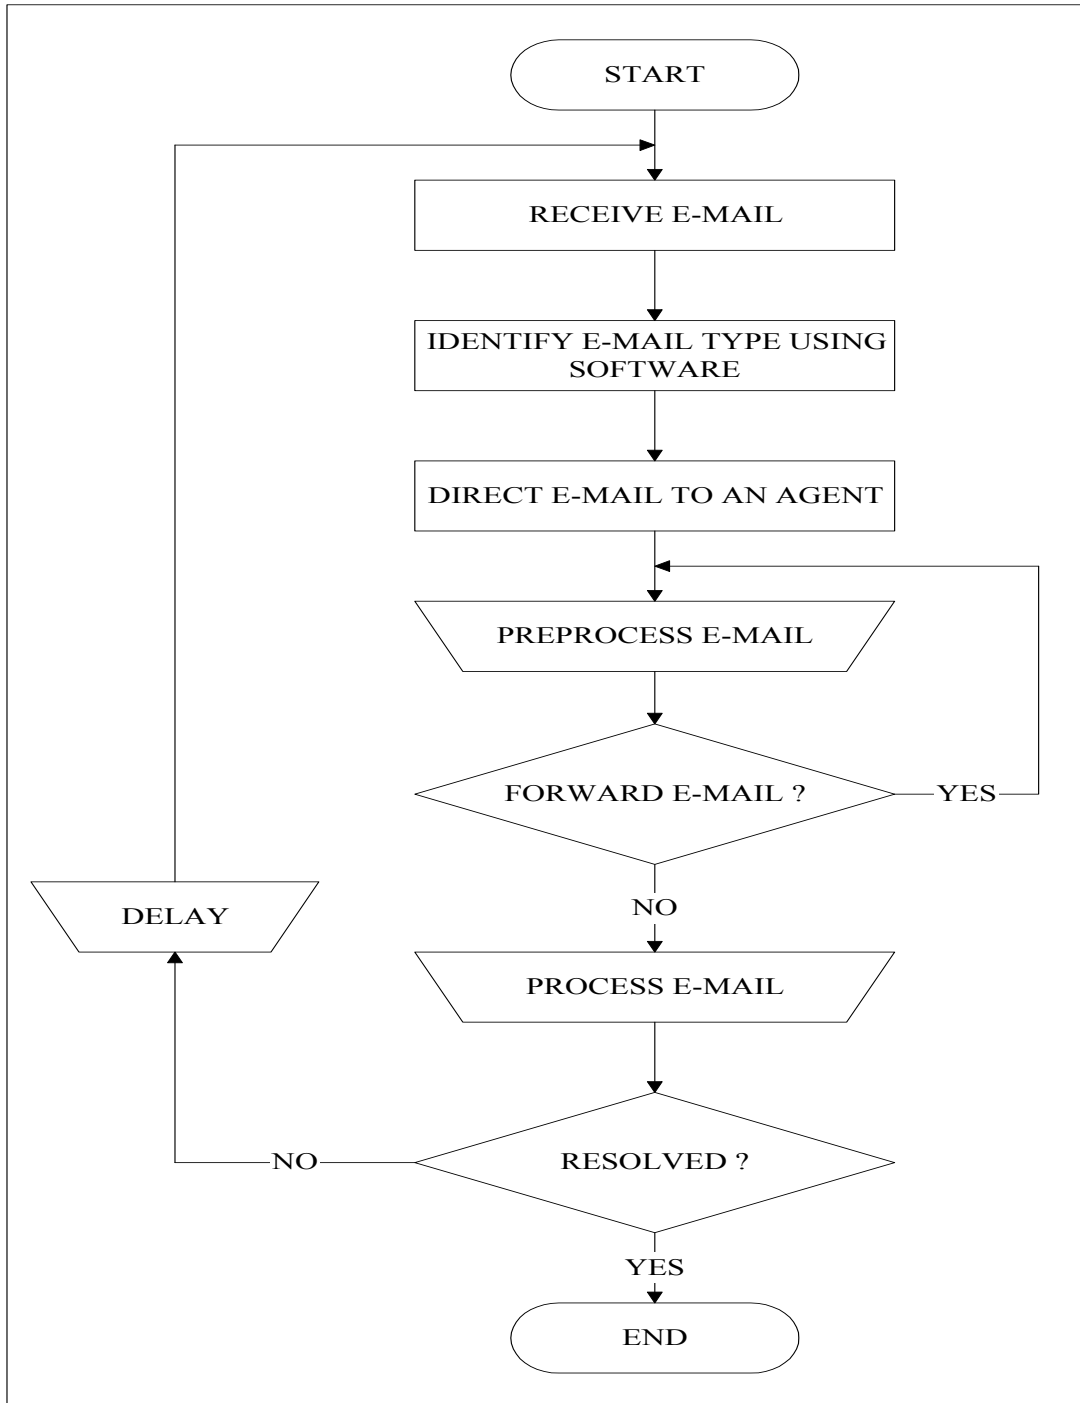 START
RECEIVE E-MAIL
IDENTIFY E-MAIL TYPE USING
SOFTWARE
DIRECT E-MAIL TO AN AGENT
PREPROCESS E-MAIL
FORWARD E-MAIL ?
YES
NO
DELAY
PROCESS E-MAIL
RESOLVED ?
NO
YES
END